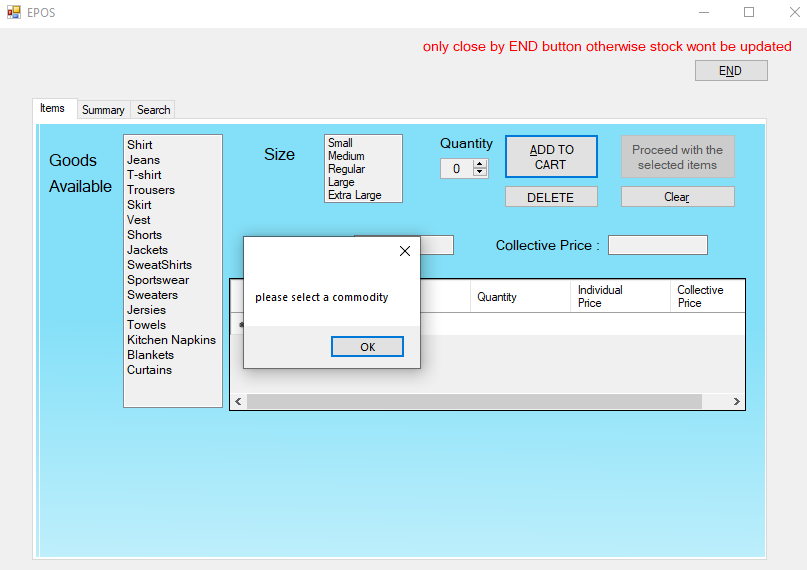 EPOS
only close by END button otherwise stock wont be updated
END
Items
Summary
Search
Goods
Available
Shirt
Jeans
T-shirt
Trousers
Skirt
Vest
Shorts
Jackets
SweatShirts
Sportswear
Sweaters
Jersies
Towels
Kitchen Napkins
Blankets
Curtains
Size
Small
Medium
Regular
Large
Extra Large
Quantity
0
ADD TO
CART
DELETE
Proceed with the
selected items
Clear
Collective Price :
please select a commodity
OK
Quantity
Individual
Price
Collective
Price